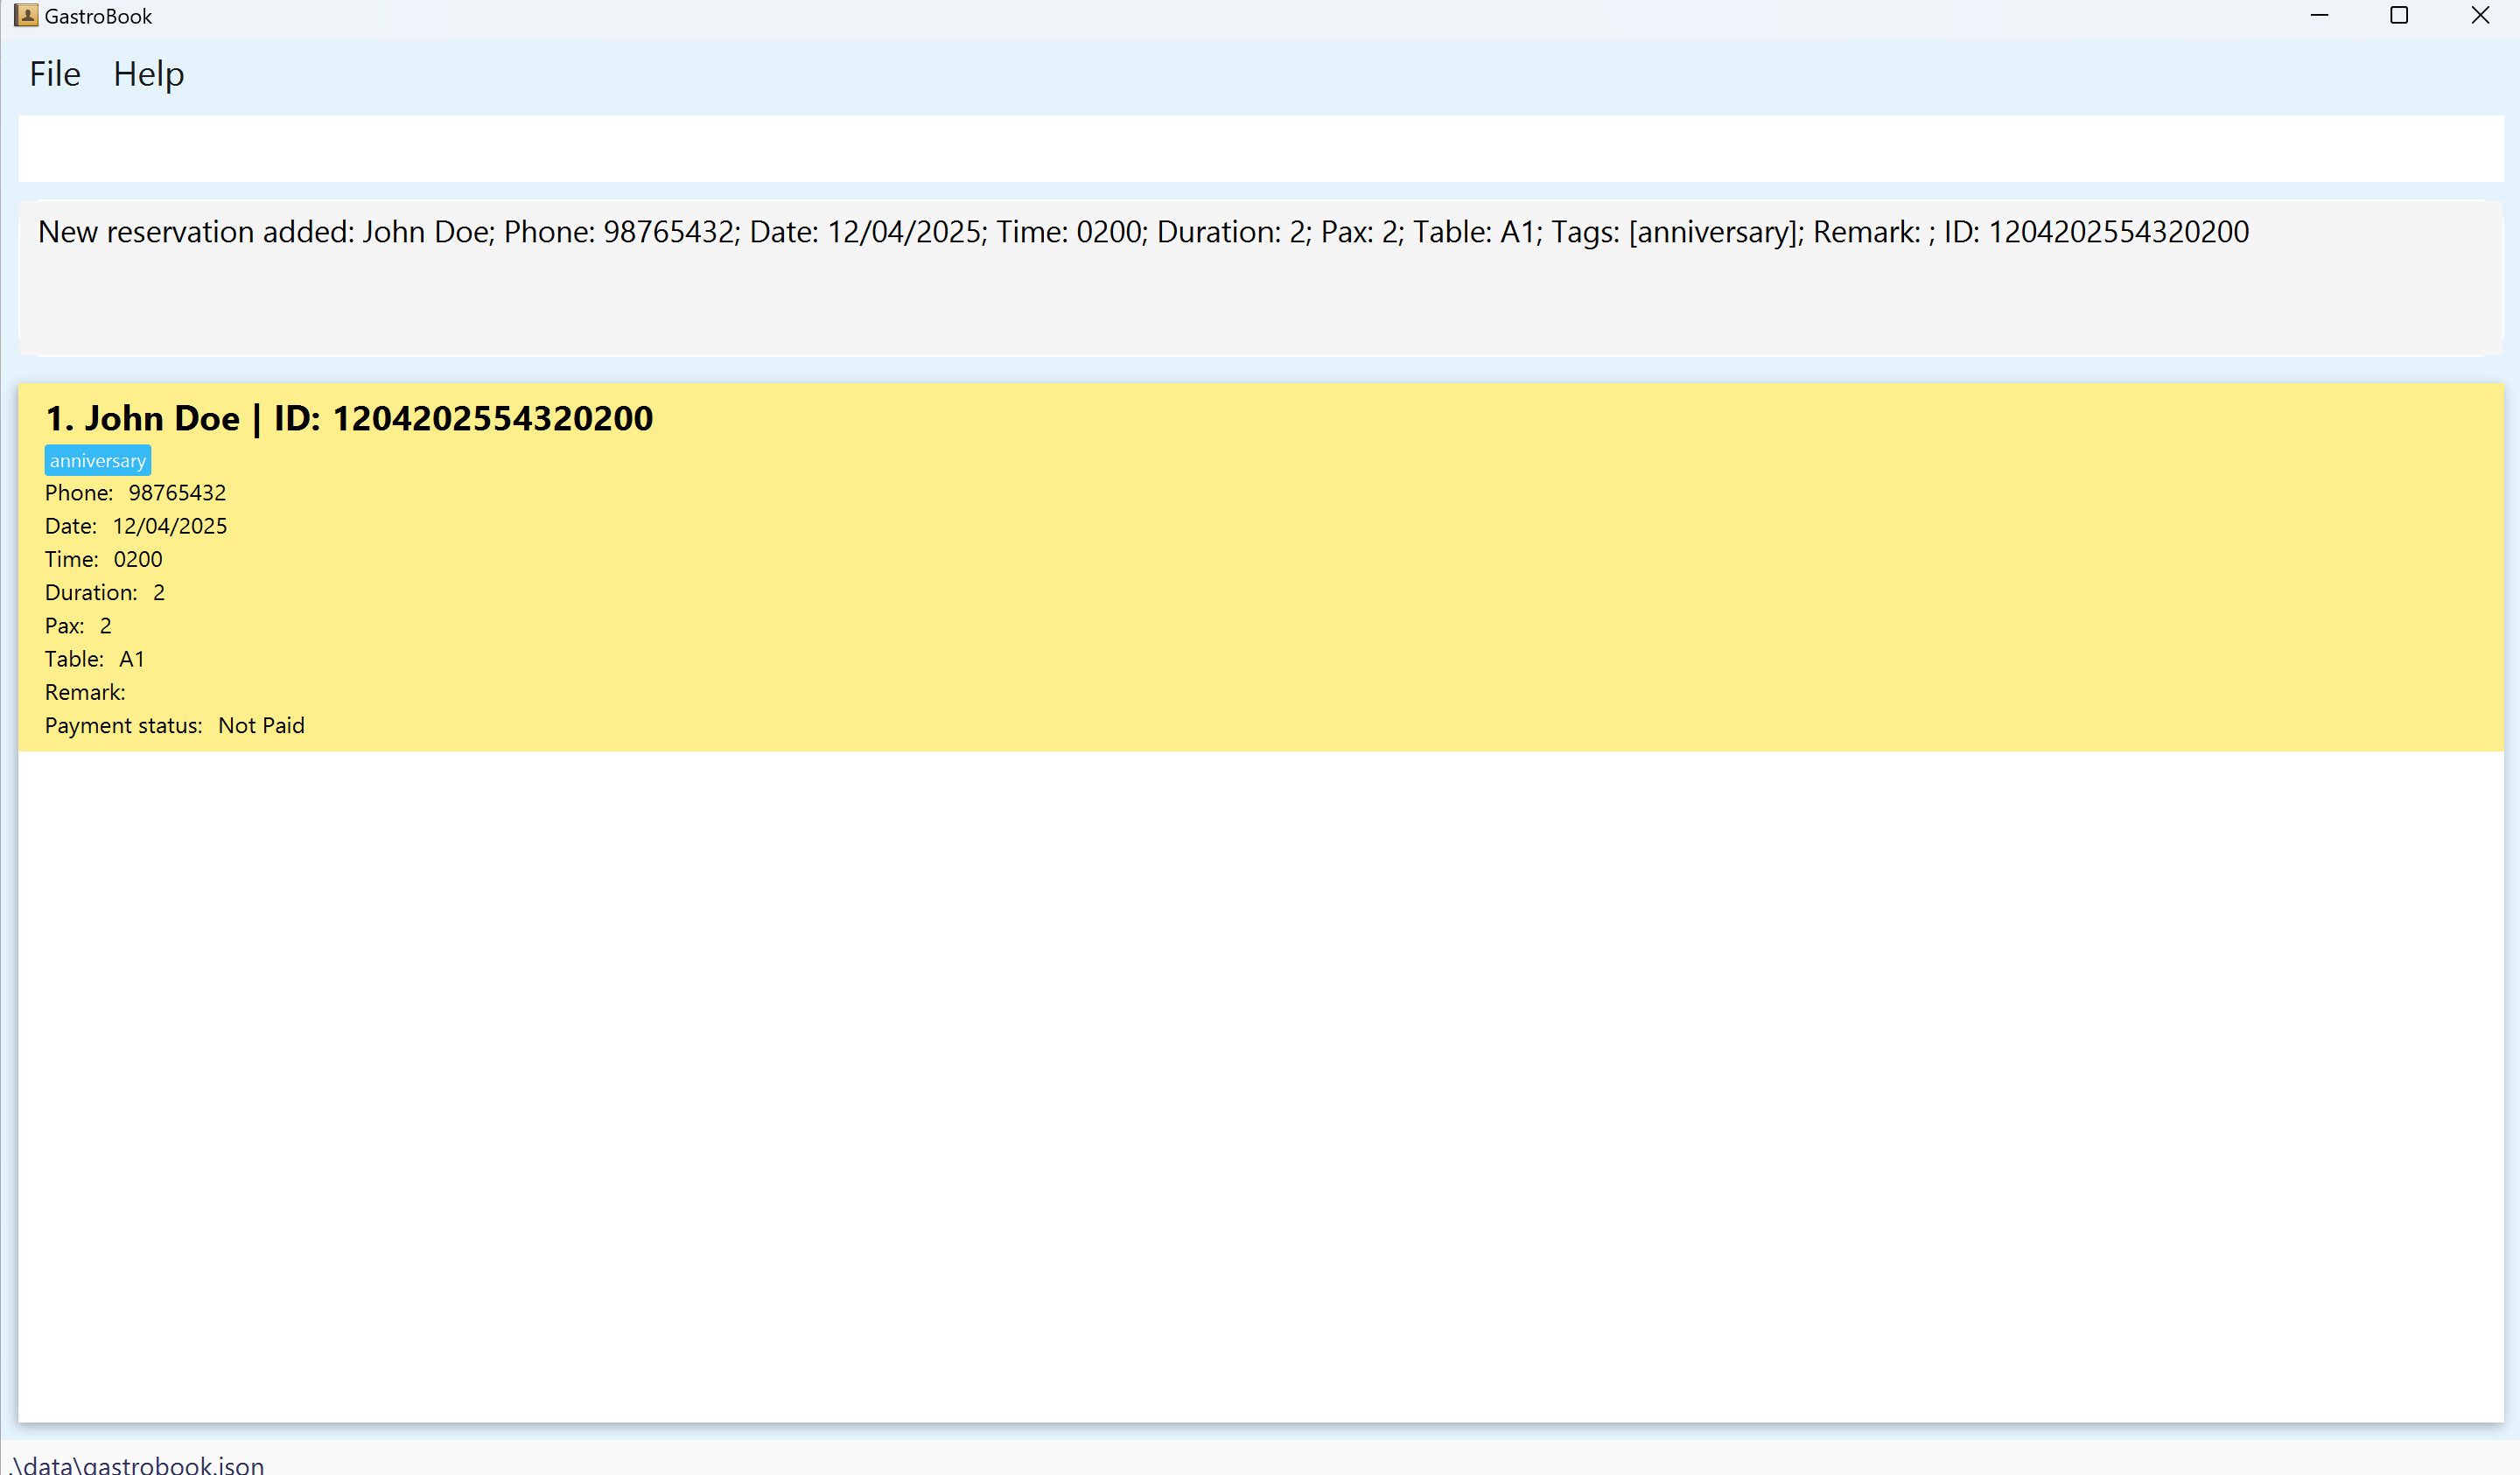 GastroBook
File Help
New reservation added: John Doe; Phone: 98765432; Date: 12/04/2025; Time: 0200; Duration: 2; Pax: 2; Table: A1; Tags: [anniversary]; Remark: ; ID: 1204202554320200
1. John Doe | ID: 1204202554320200
anniversary
Phone: 98765432
Date: 12/04/2025
Time: 0200
Duration: 2
Pax: 2
Table: A1
Remark:
Payment status: Not Paid
.\data\gastrobook.json